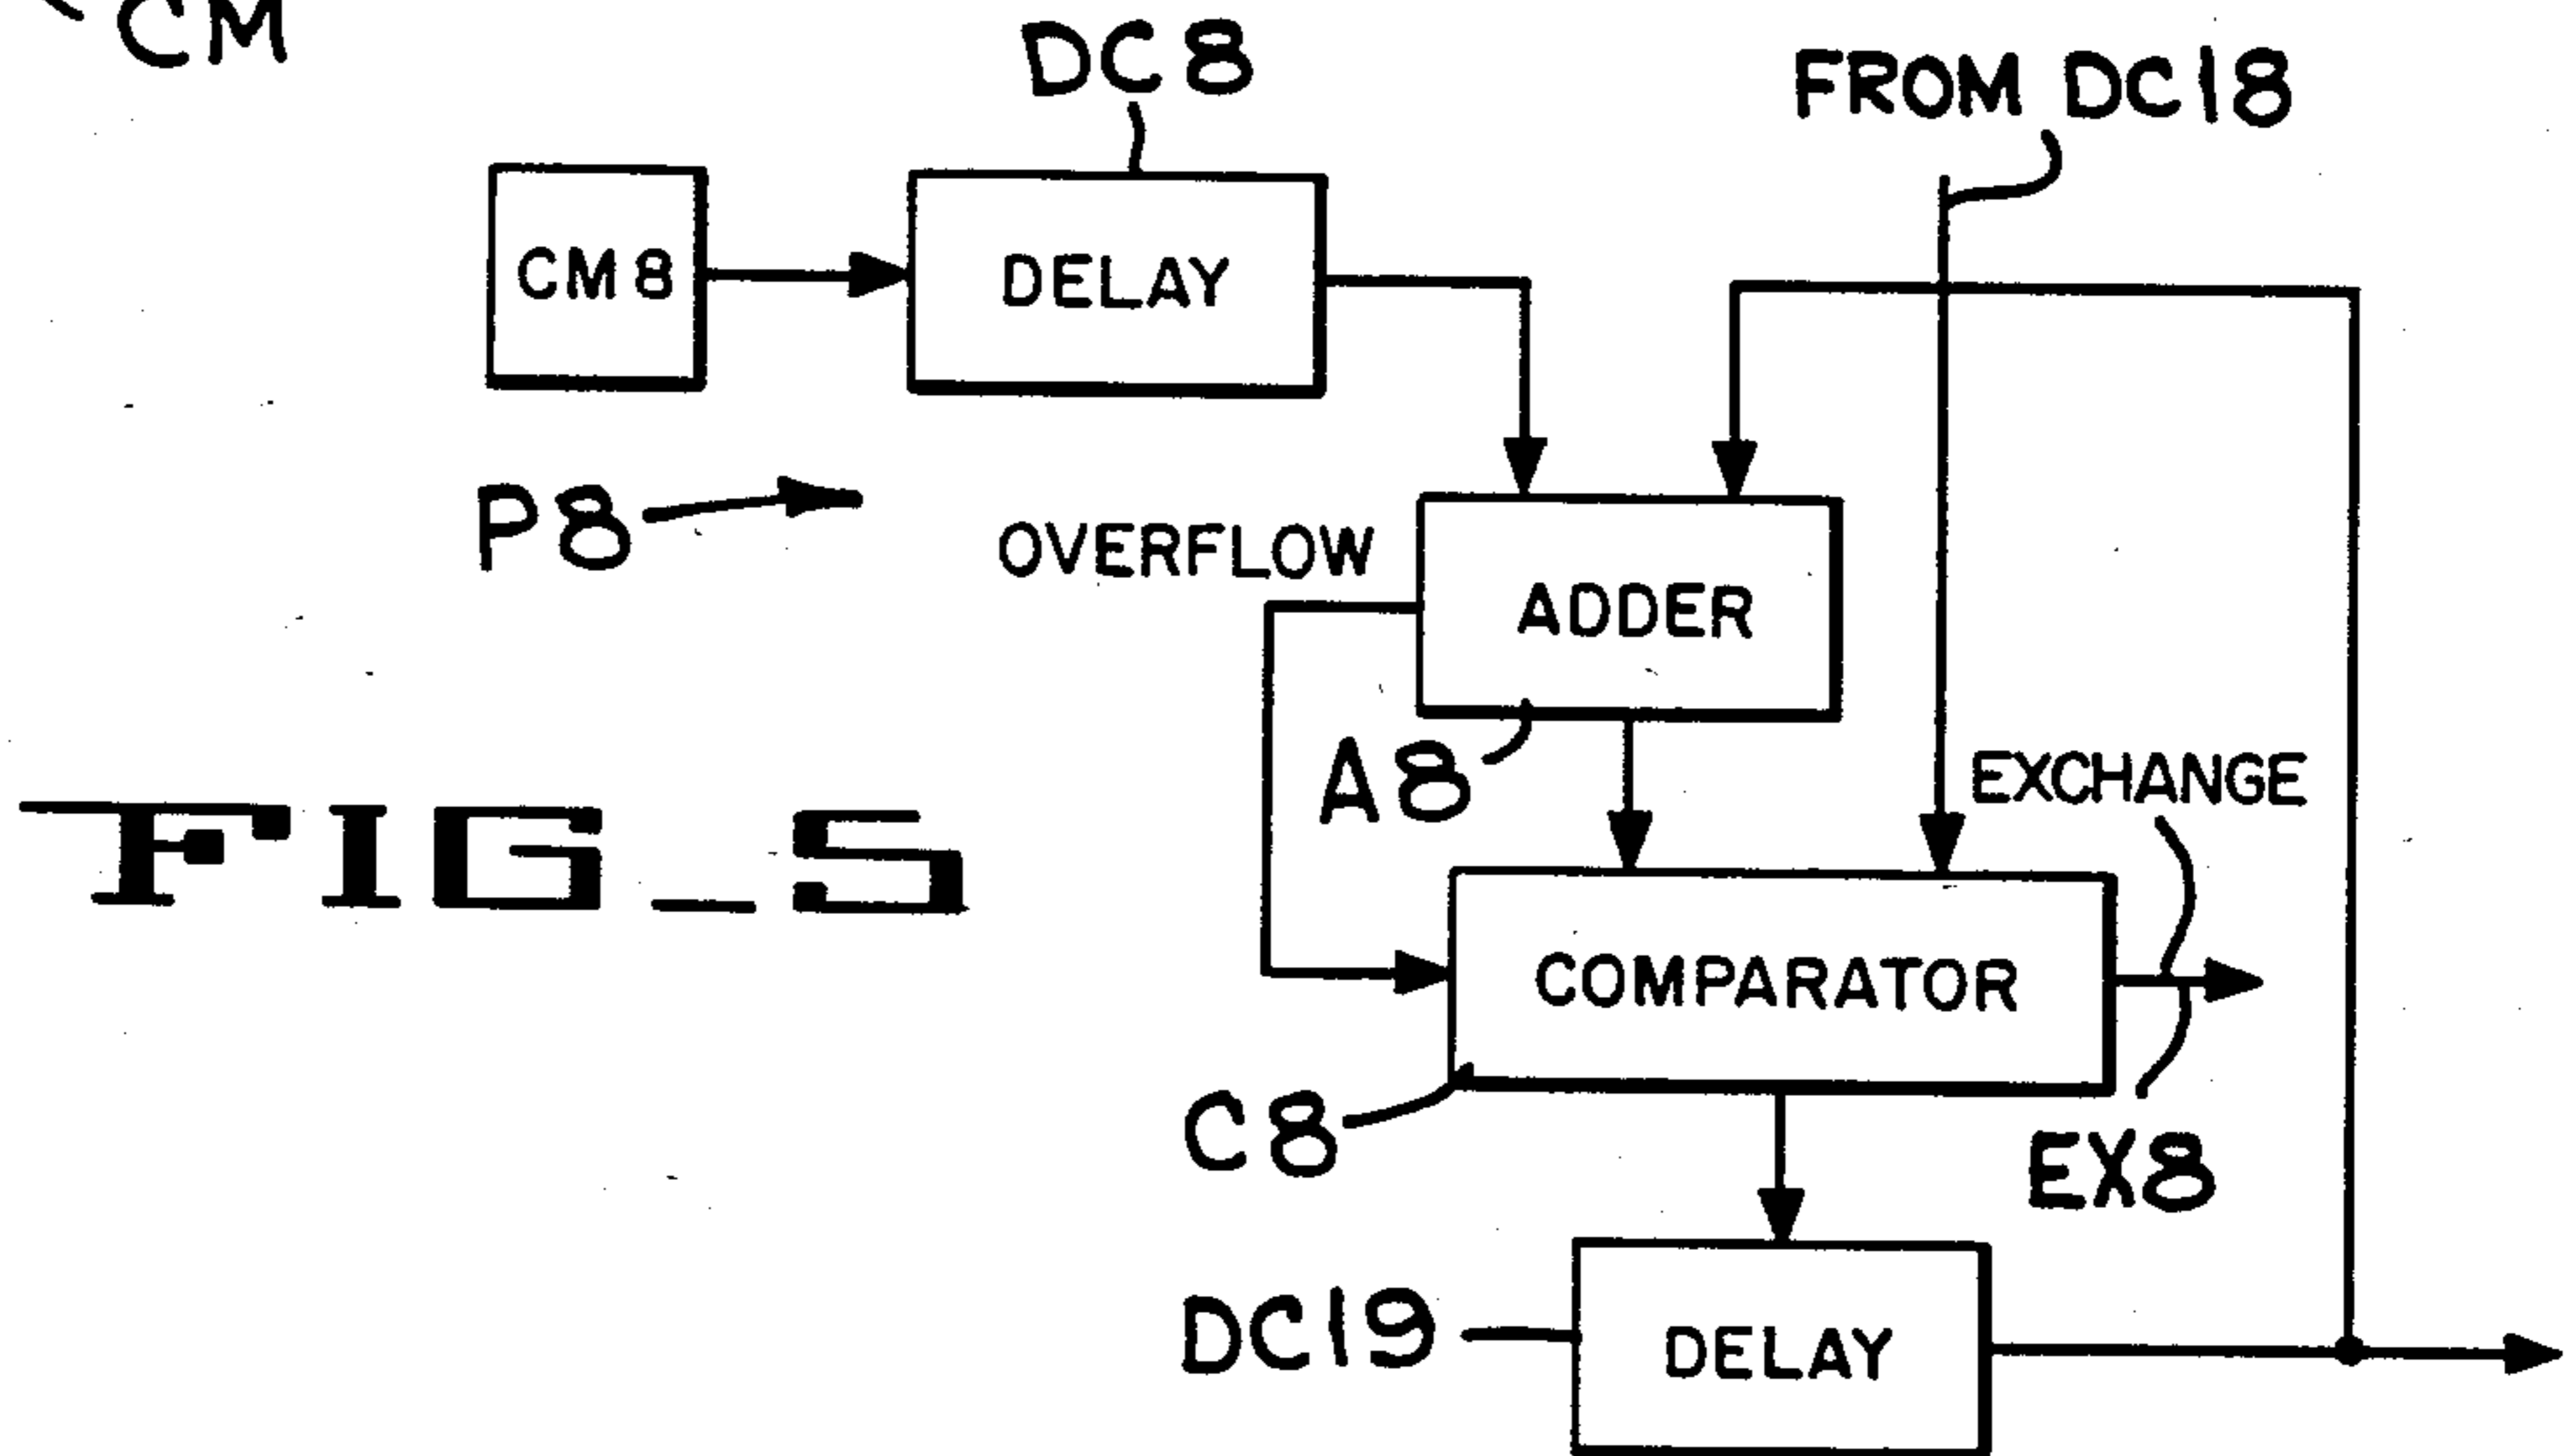 CM
DC8
FROM DC18
CM8
DELAY
P8
OVERFLOW
ADDER
A8
EXCHANGE
FIG_5
COMPARATOR
C8
EX8
DC19
DELAY